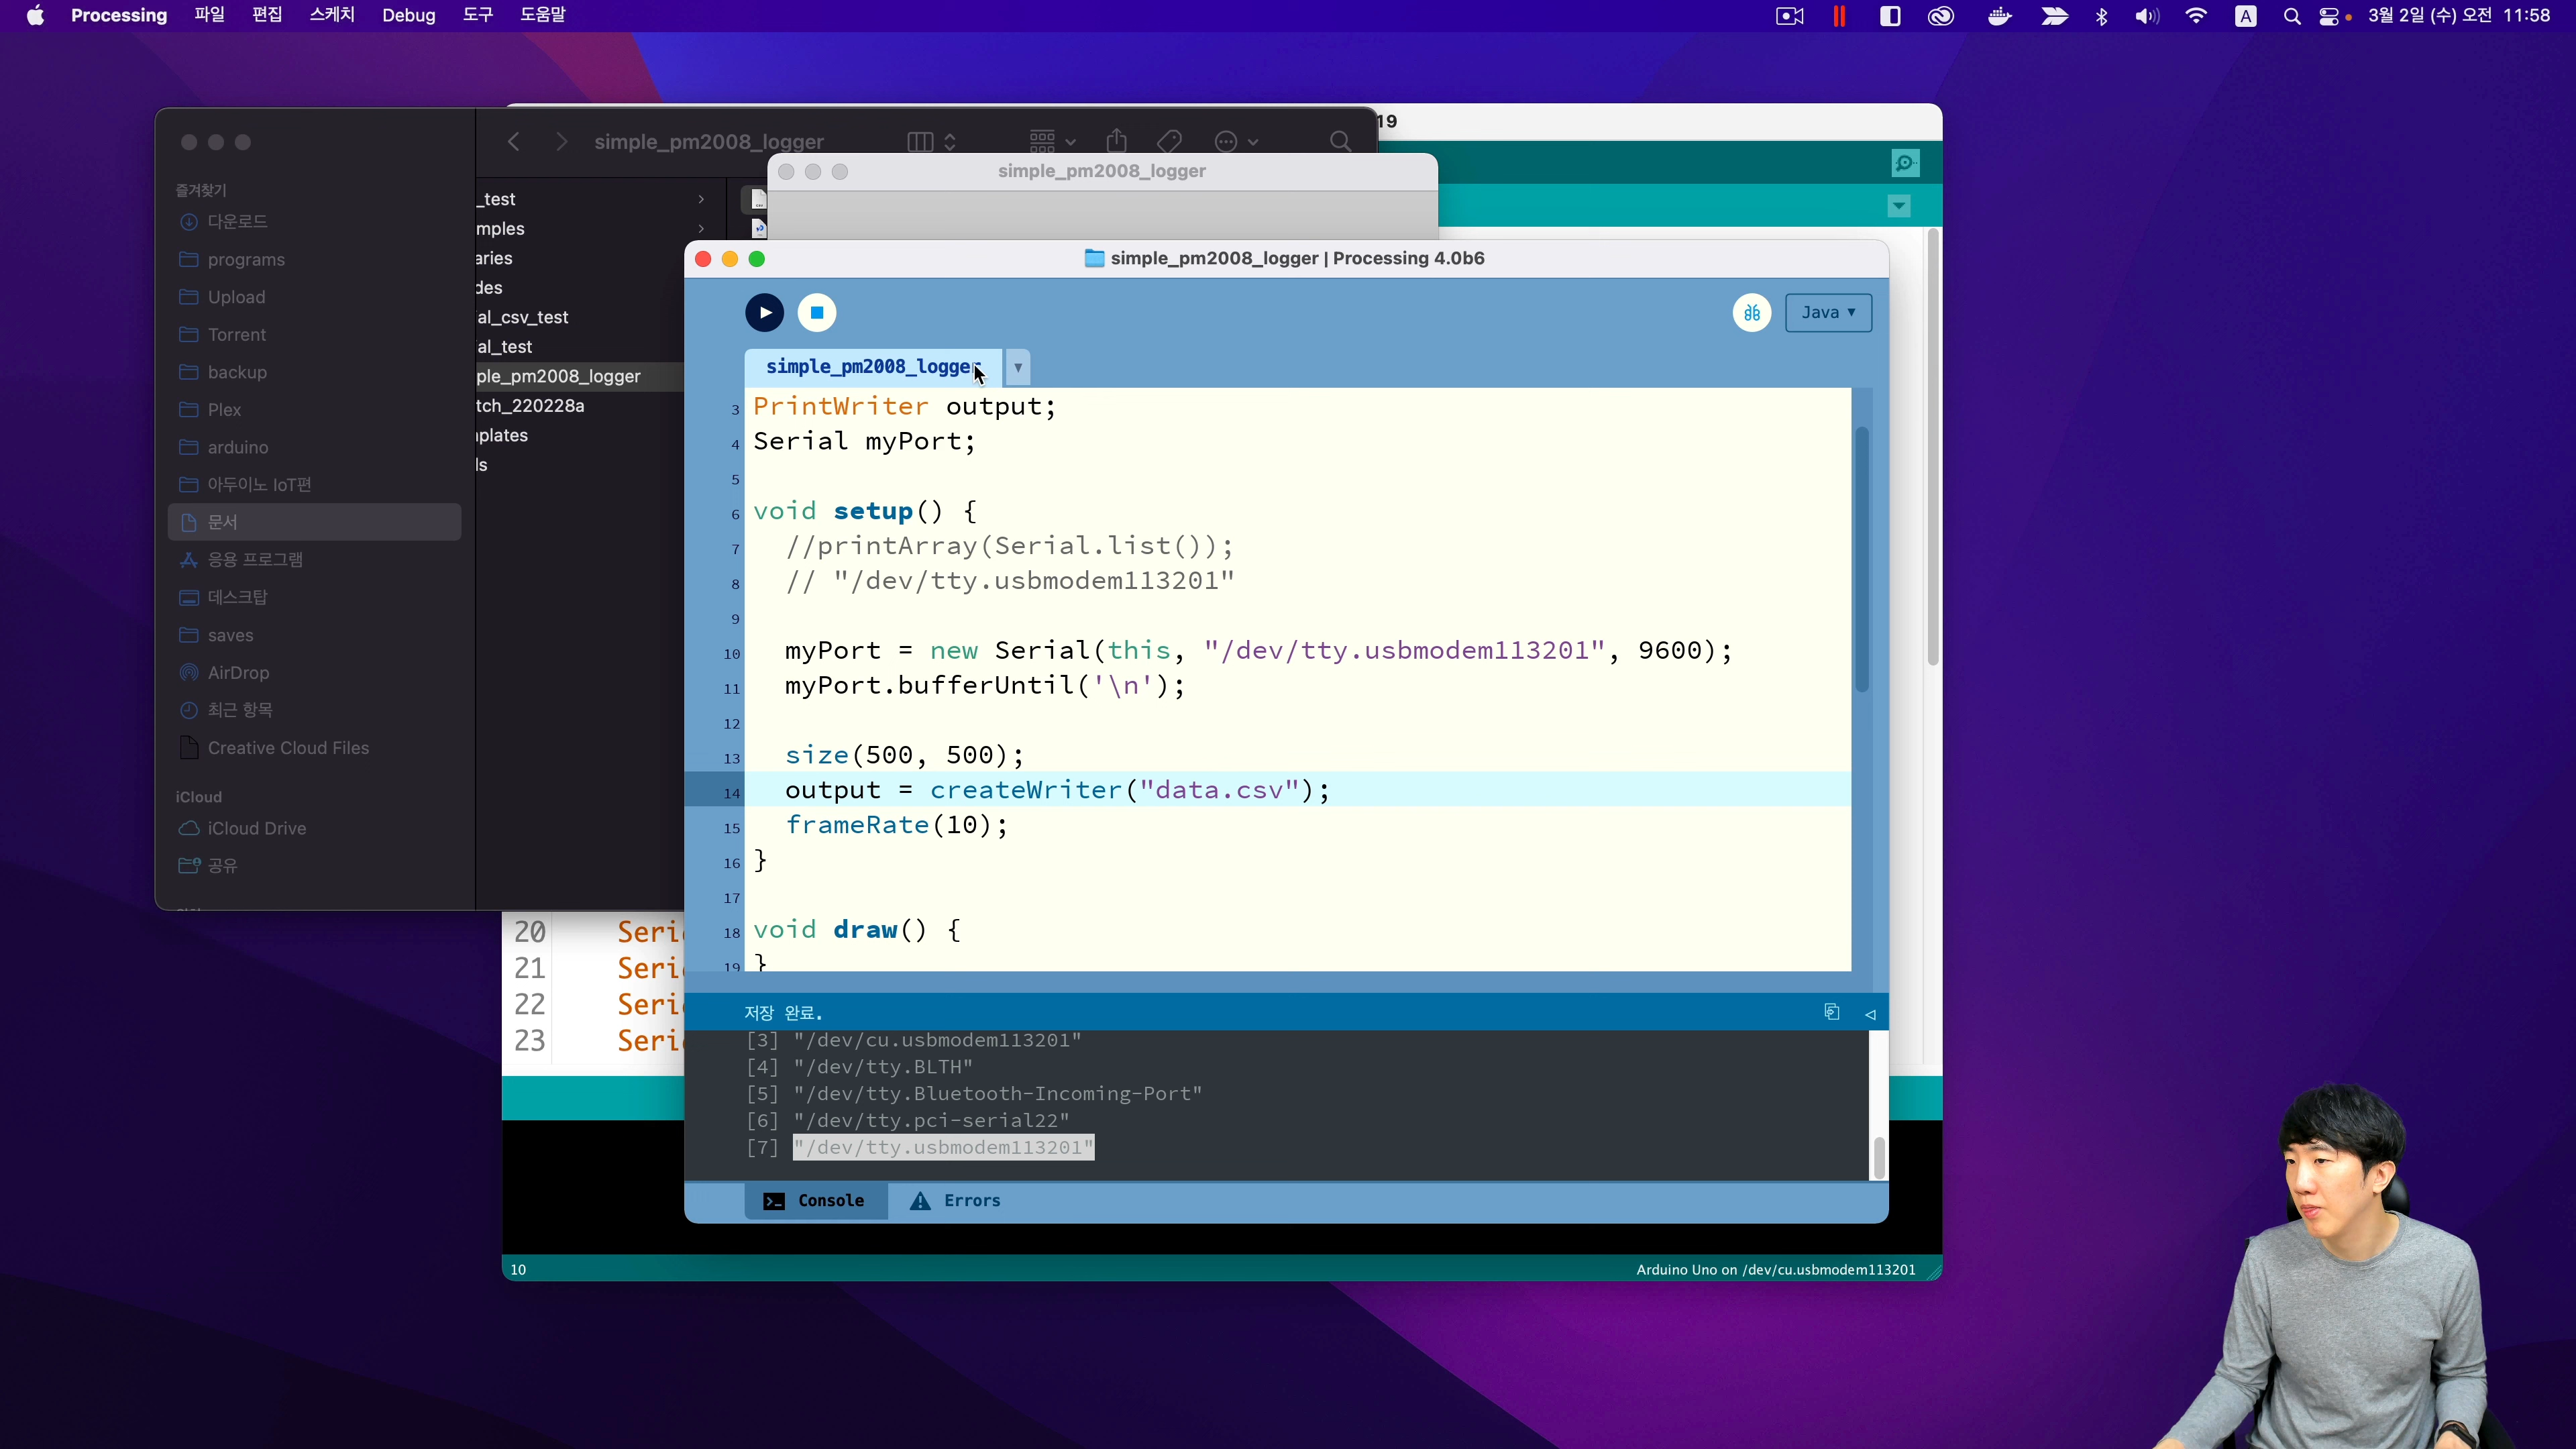 Processing 파일 편집 스케치 Debug 도구 도움말
A 3월 2일 (수) 오전 11:58
simple_pm2008_logger
19
simple_pm2008_logger
즐겨찾기
다운로드
programs
Upload
Torrent
backup
Plex
arduino
아두이노 IoT편
문서
응용 프로그램
데스크탑
saves
AirDrop
최근 항목
Creative Cloud Files
iCloud
iCloud Drive
공유
_test
mples
aries
des
al_csv_test
al_test
ple_pm2008_logger
tch_220228a
plates
ls
simple_pm2008_logger | Processing 4.0b6
Java
simple_pm2008_logger
3 PrintWriter output;
4 Serial myPort;
5
6 void setup() {
7 //printArray(Serial.list());
8 // "/dev/tty.usbmodem113201"
9
10 myPort = new Serial(this, "/dev/tty.usbmodem113201", 9600);
11 myPort.bufferUntil('\n');
12
13 size(500, 500);
14 output = createWriter("data.csv");
15 frameRate(10);
16 }
17
18 void draw() {
19 }
저장 완료.
[3] "/dev/cu.usbmodem113201"
[4] "/dev/tty.BLTH"
[5] "/dev/tty.Bluetooth-Incoming-Port"
[6] "/dev/tty.pci-serial22"
[7] "/dev/tty.usbmodem113201"
Console Errors
20 Seri
21 Seri
22 Seri
23 Seri
10 Arduino Uno on /dev/cu.usbmodem113201